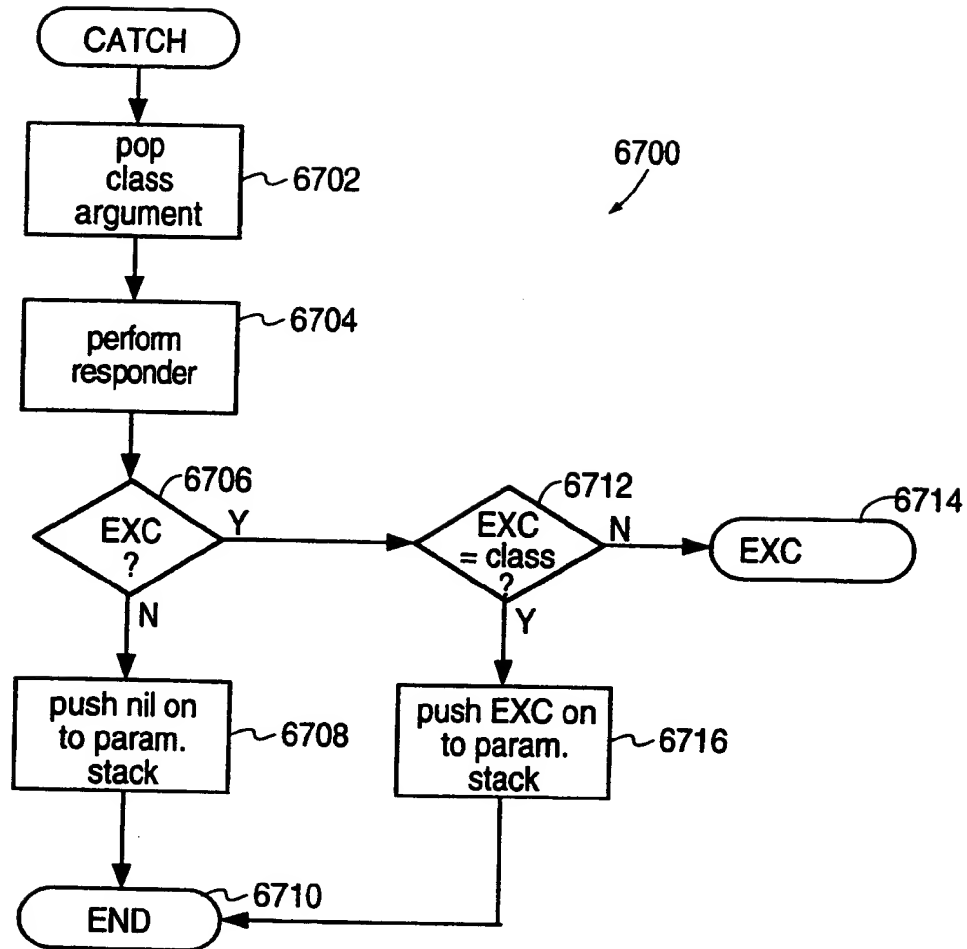 CATCH
pop
class
argument
6702
6700
perform
responder
6704
EXC
?
6706
Y
N
EXC
= class
?
6712
N
Y
EXC
6714
push nil on
to param.
stack
6708
push EXC on
to param.
stack
6716
END
6710